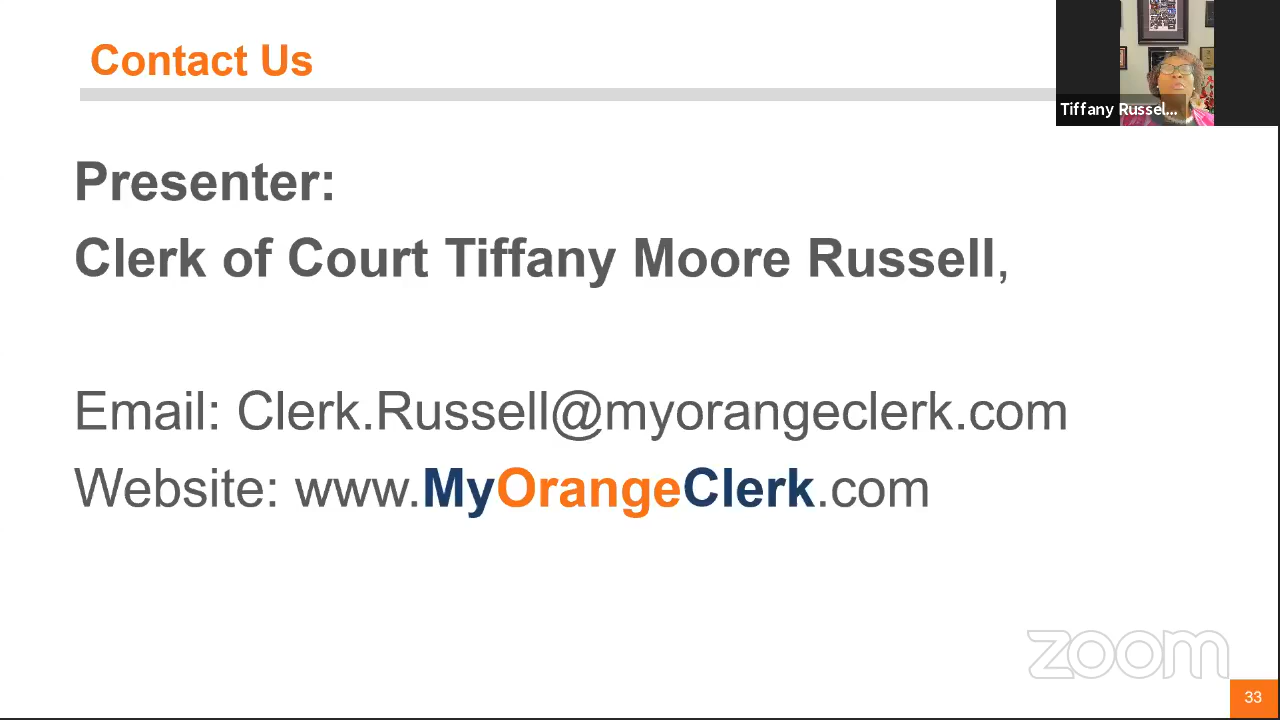 Contact Us
Tiffany Russel...
Presenter:
Clerk of Court Tiffany Moore Russell,
Email: Clerk.Russell@myorangeclerk.com
Website: www.MyOrangeClerk.com
zoom
33